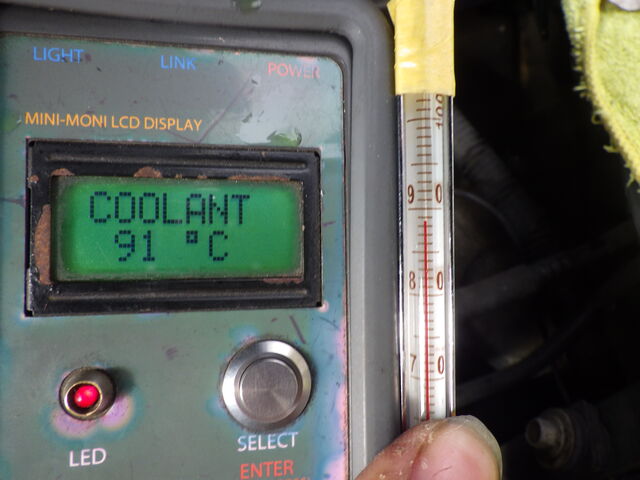 LIGHT LINK POWER
MINI-MONI LCD DISPLAY
COOLANT
91 °C
LED
SELECT
ENTER
100
90
80
70